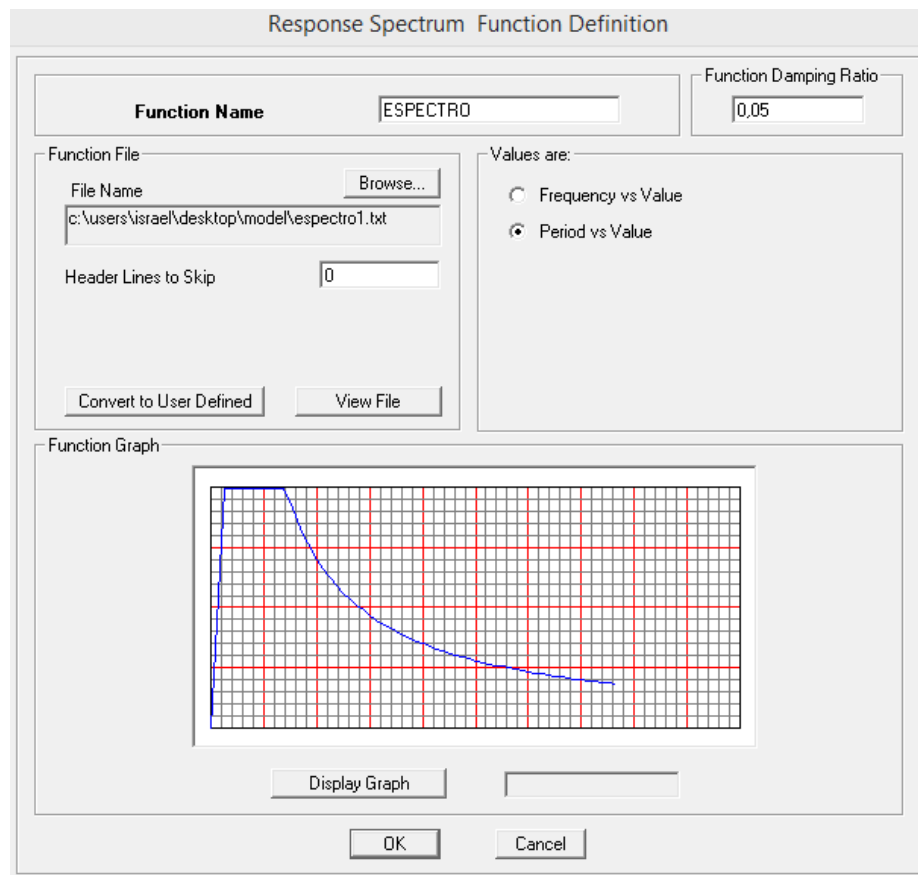 Response Spectrum Function Definition
Function Damping Ratio
Function Name
ESPECTRO
0,05
Function File
Values are:
File Name
Browse...
c:\users\israel\desktop\model\espectro1.txt
Header Lines to Skip
0
Frequency vs Value
Period vs Value
Convert to User Defined
View File
Function Graph
Display Graph
OK
Cancel